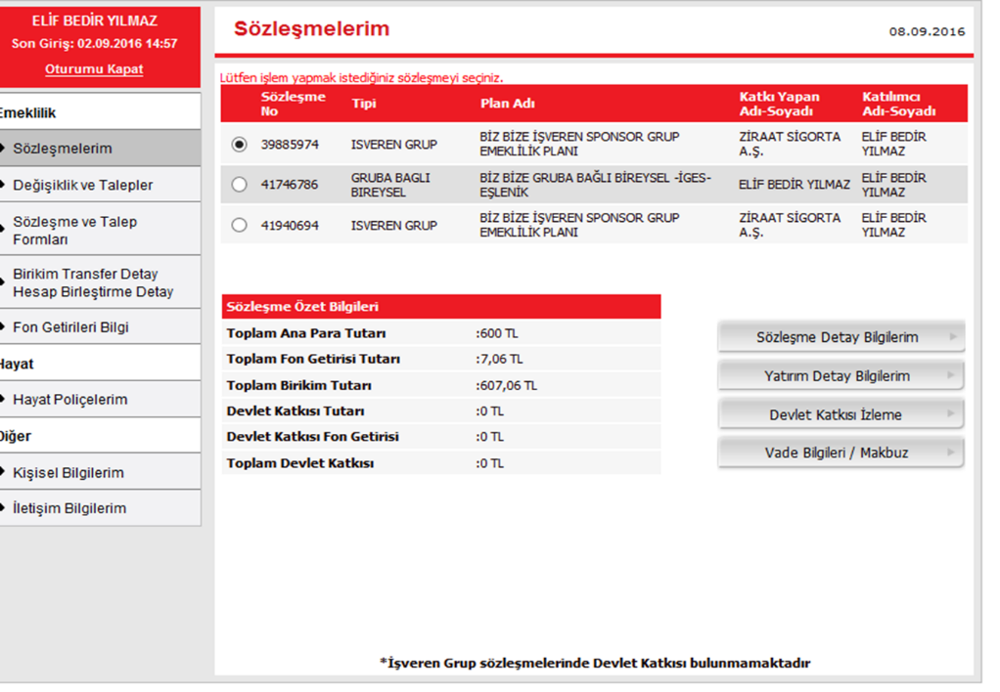 ELİF BEDİR YILMAZ
Son Giriş: 02.09.2016 14:57
Oturumu Kapat
Emeklilik
Sözleşmelerim
Değişiklik ve Talepler
Sözleşme ve Talep
Formları
Birikim Transfer Detay
Hesap Birleştirme Detay
Fon Getirileri Bilgi
Hayat
Hayat Poliçelerim
Diğer
Kişisel Bilgilerim
İletişim Bilgilerim
Sözleşmelerim
08.09.2016
Lütfen işlem yapmak istediğiniz sözleşmeyi seçiniz.
Sözleşme No Tipi Plan Adı Katkı Yapan Adı-Soyadı Katılımcı Adı-Soyadı
39885974 ISVEREN GRUP BİZ BİZE İŞVEREN SPONSOR GRUP EMEKLİLİK PLANI ZİRAAT SİGORTA A.Ş. ELİF BEDİR YILMAZ
41746786 GRUBA BAGLI BIREYSEL BİZ BİZE GRUBA BAĞLI BİREYSEL -İGES- EŞLENİK ELİF BEDİR YILMAZ ELİF BEDİR YILMAZ
41940694 ISVEREN GRUP BİZ BİZE İŞVEREN SPONSOR GRUP EMEKLİLİK PLANI ZİRAAT SİGORTA A.Ş. ELİF BEDİR YILMAZ
Sözleşme Özet Bilgileri
Toplam Ana Para Tutarı :600 TL
Toplam Fon Getirisi Tutarı :7,06 TL
Toplam Birikim Tutarı :607,06 TL
Devlet Katkısı Tutarı :0 TL
Devlet Katkısı Fon Getirisi :0 TL
Toplam Devlet Katkısı :0 TL
Sözleşme Detay Bilgilerim
Yatırım Detay Bilgilerim
Devlet Katkısı İzleme
Vade Bilgileri / Makbuz
*İşveren Grup sözleşmelerinde Devlet Katkısı bulunmamaktadır